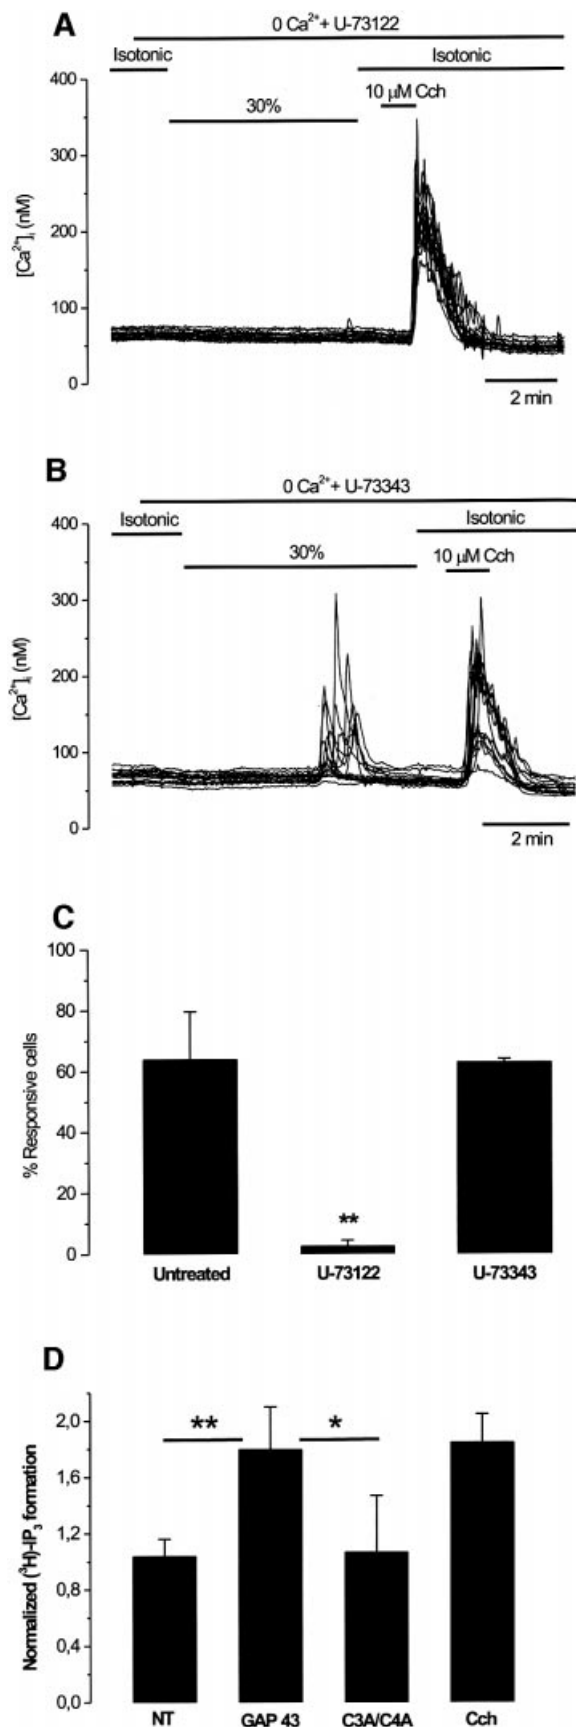 A
0 Ca²⁺+ U-73122
Isotonic
Isotonic
400
10 µM Cch
30%
300
[Ca²⁺]ᵢ (nM)
200
100
0
2 min
B
0 Ca²⁺+ U-73343
400
Isotonic
Isotonic
30%
10 µM Cch
300
[Ca²⁺]ᵢ (nM)
200
100
0
2 min
C
100
80
% Responsive cells
60
40
20
**
0
Untreated
U-73122
U-73343
D
2,0
**
*
Normalized (³H)-IP₃ formation
1,6
1,2
0,8
0,4
0,0
NT
GAP 43
C3A/C4A
Cch